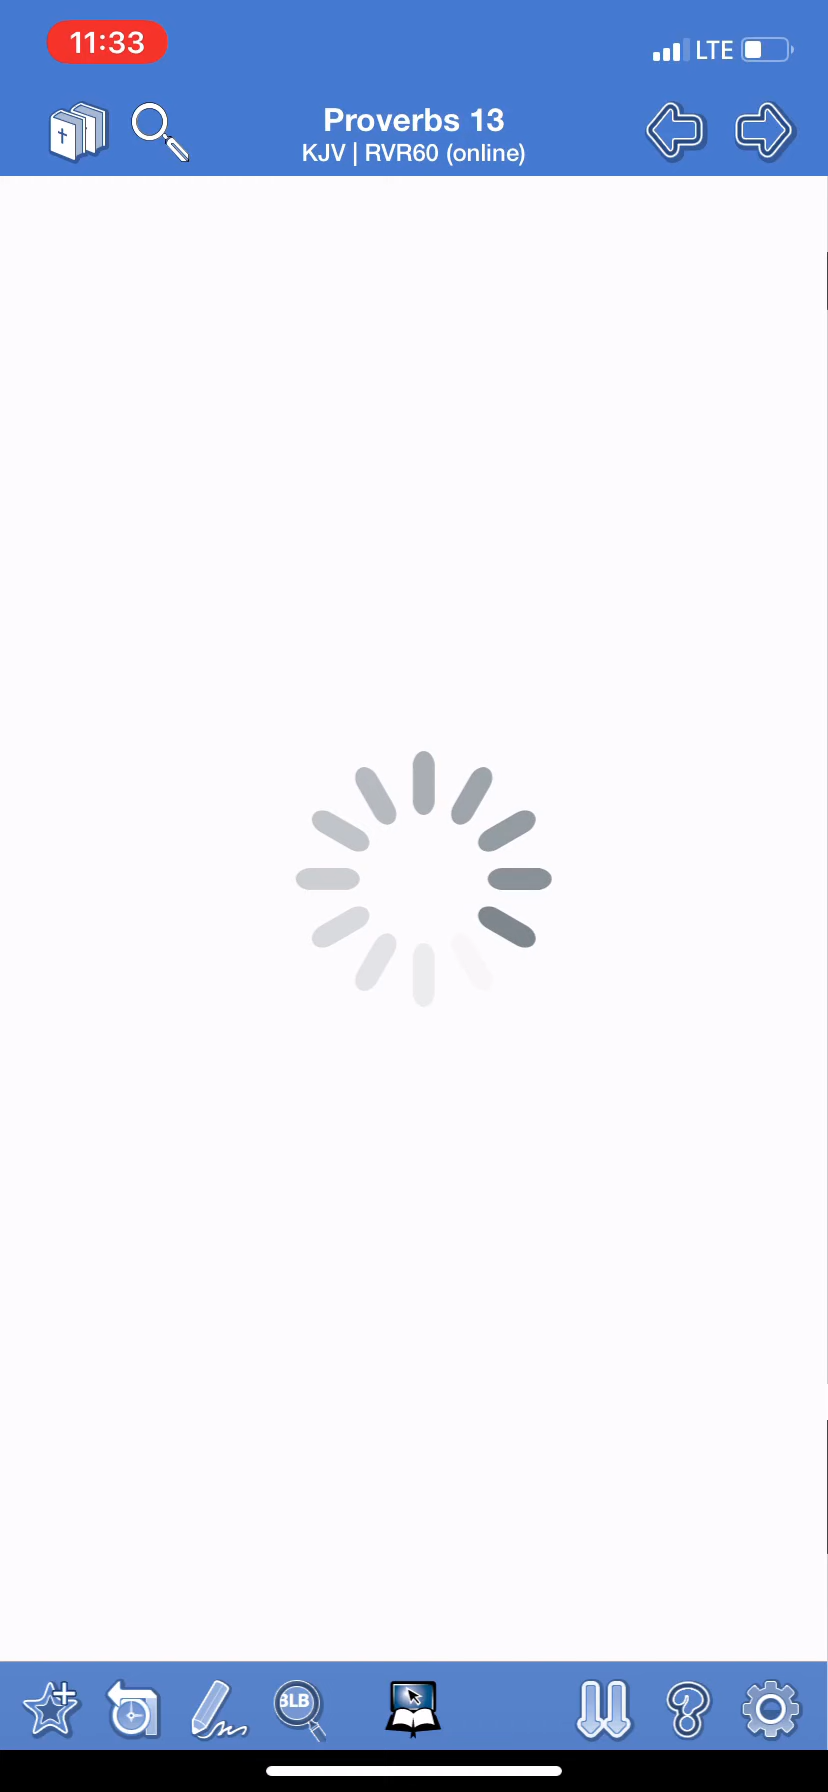 11:33
LTE
Proverbs 13
KJV | RVR60 (online)
BLB